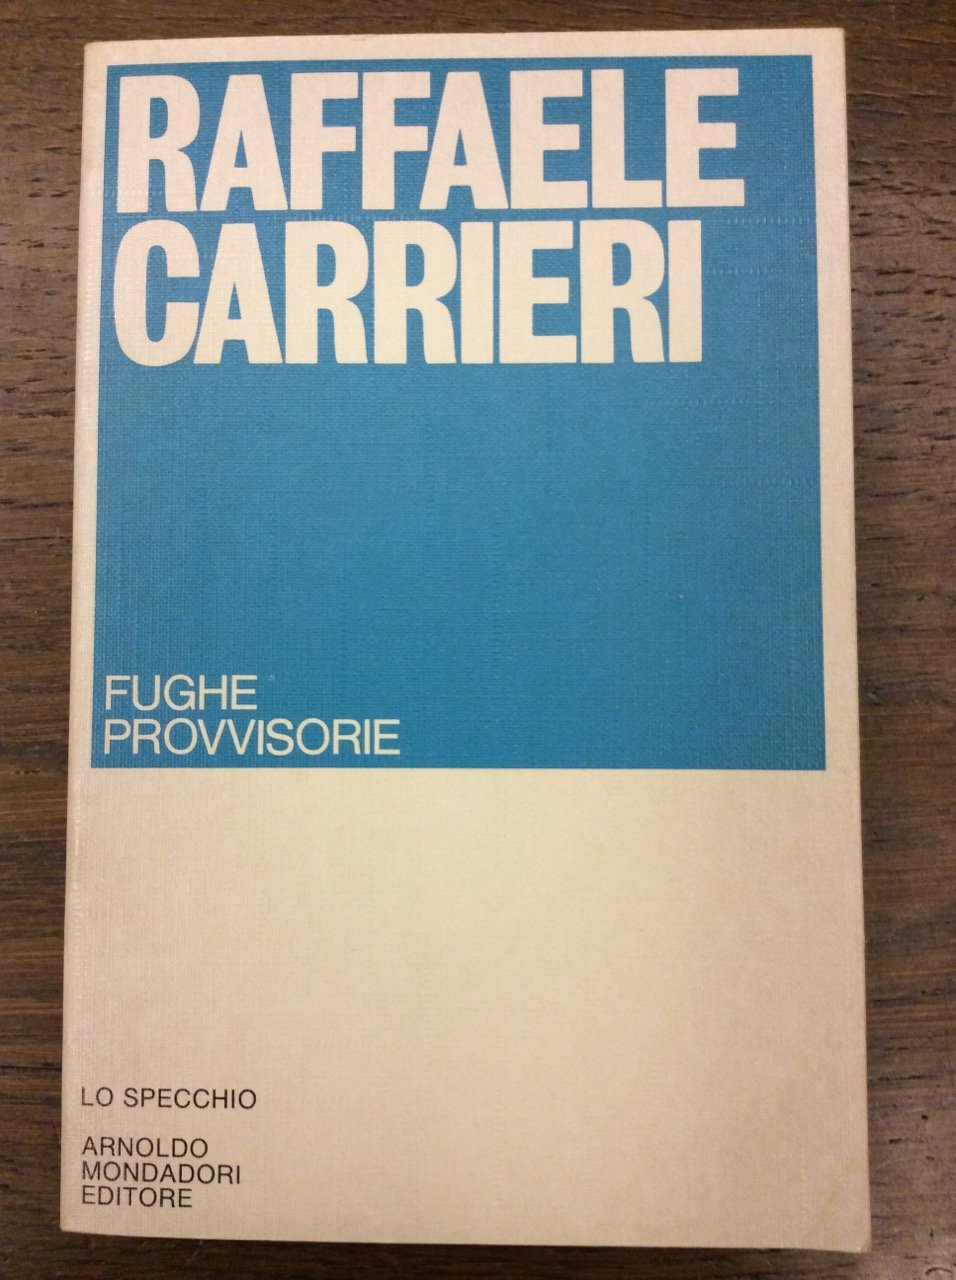 RAFFAELE
CARRIERI
FUGHE
PROVVISORIE
LO SPECCHIO
ARNOLDO
MONDADORI
EDITORE